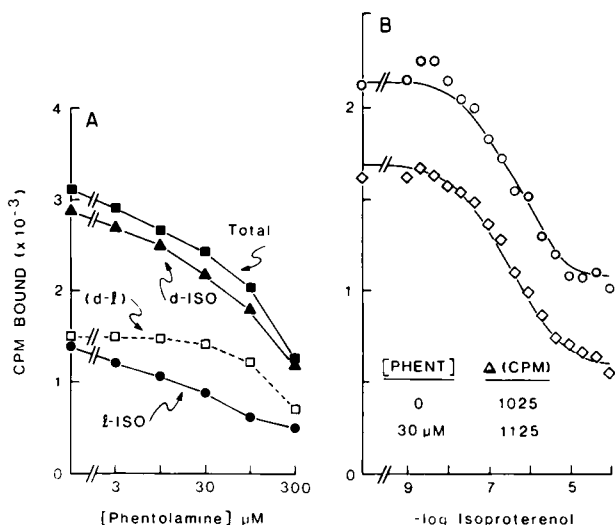 A
B
CPM BOUND (x 10⁻³)
4
3
2
1
0
Total
d-ISO
(d-ℓ)
ℓ-ISO
3
30
300
[Phentolamine] μM
2
1
0
[PHENT] ▲ (CPM)
0 1025
30 μM 1125
9
7
5
-log Isoproterenol